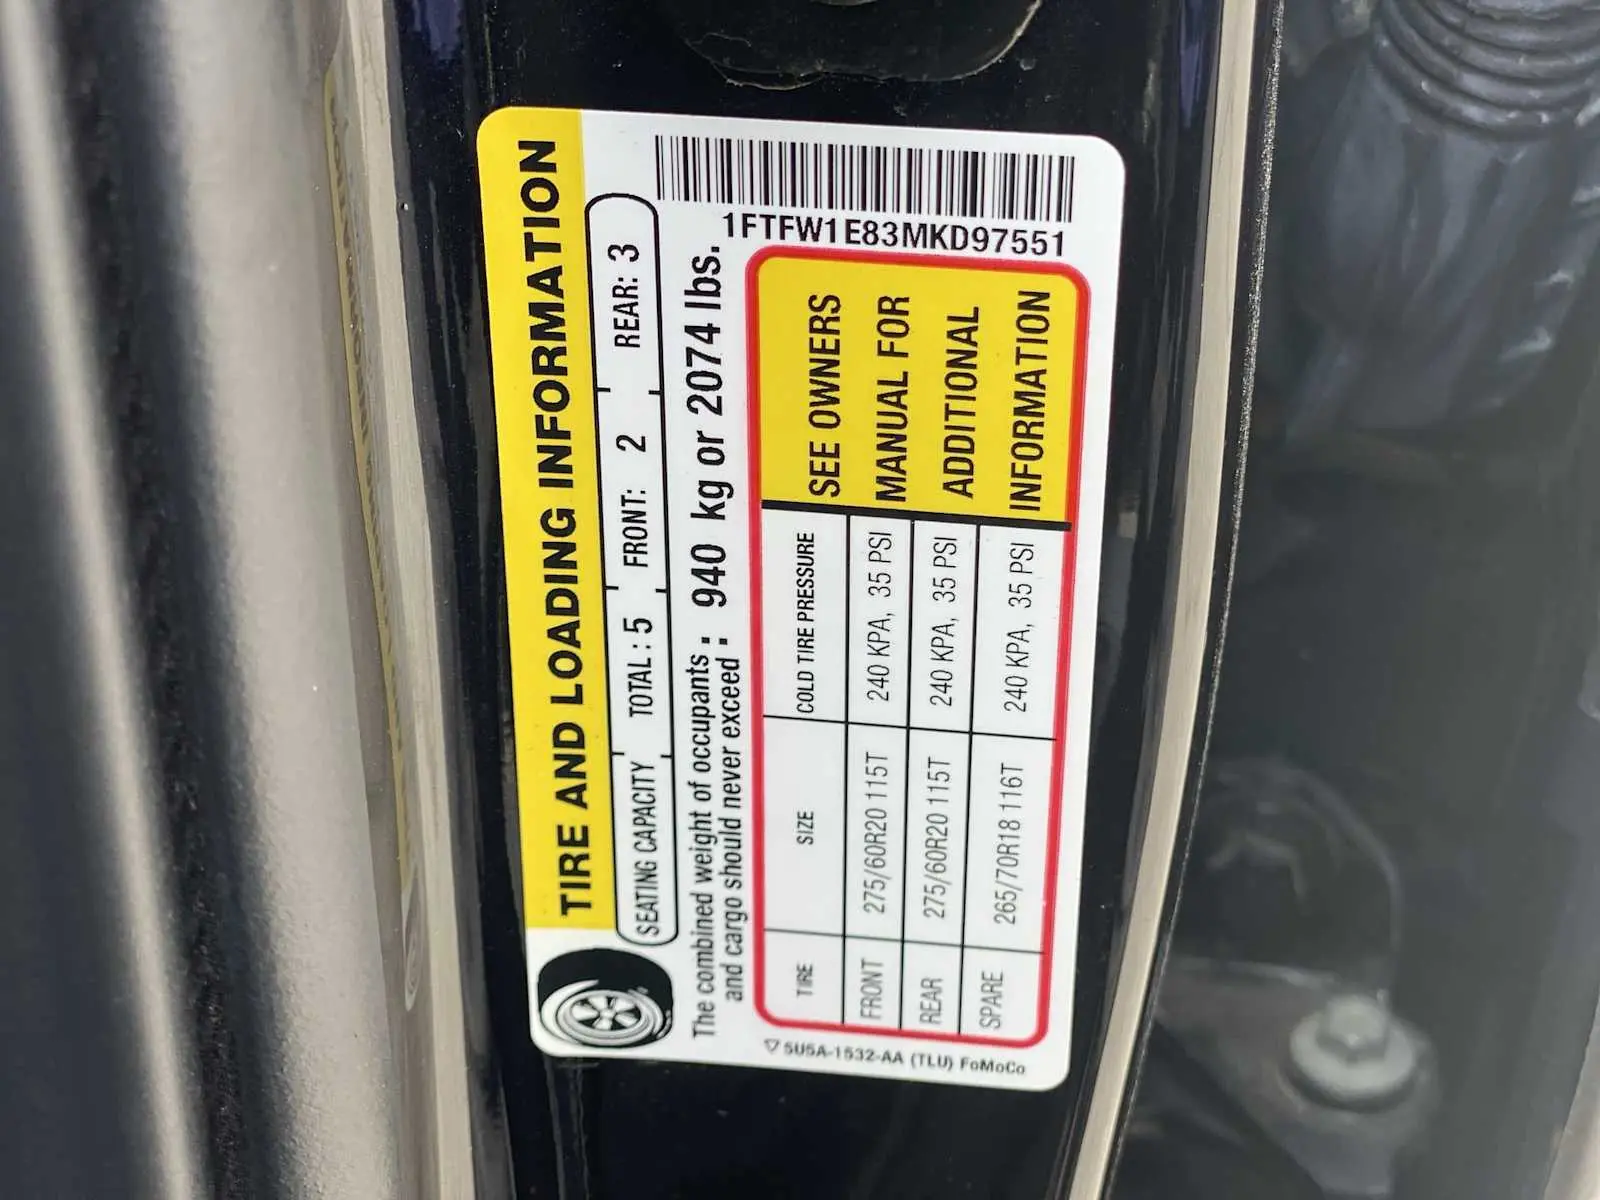 TIRE AND LOADING INFORMATION
SEATING CAPACITY TOTAL : 5 FRONT: 2 REAR: 3
The combined weight of occupants : 940 kg or 2074 lbs.
and cargo should never exceed :
1FTFW1E83MKD97551
TIRE SIZE COLD TIRE PRESSURE
FRONT 275/60R20 115T 240 KPA, 35 PSI
REAR 275/60R20 115T 240 KPA, 35 PSI
SPARE 265/70R18 116T 240 KPA, 35 PSI
SEE OWNERS
MANUAL FOR
ADDITIONAL
INFORMATION
5U5A-1532-AA (TLU) FoMoCo